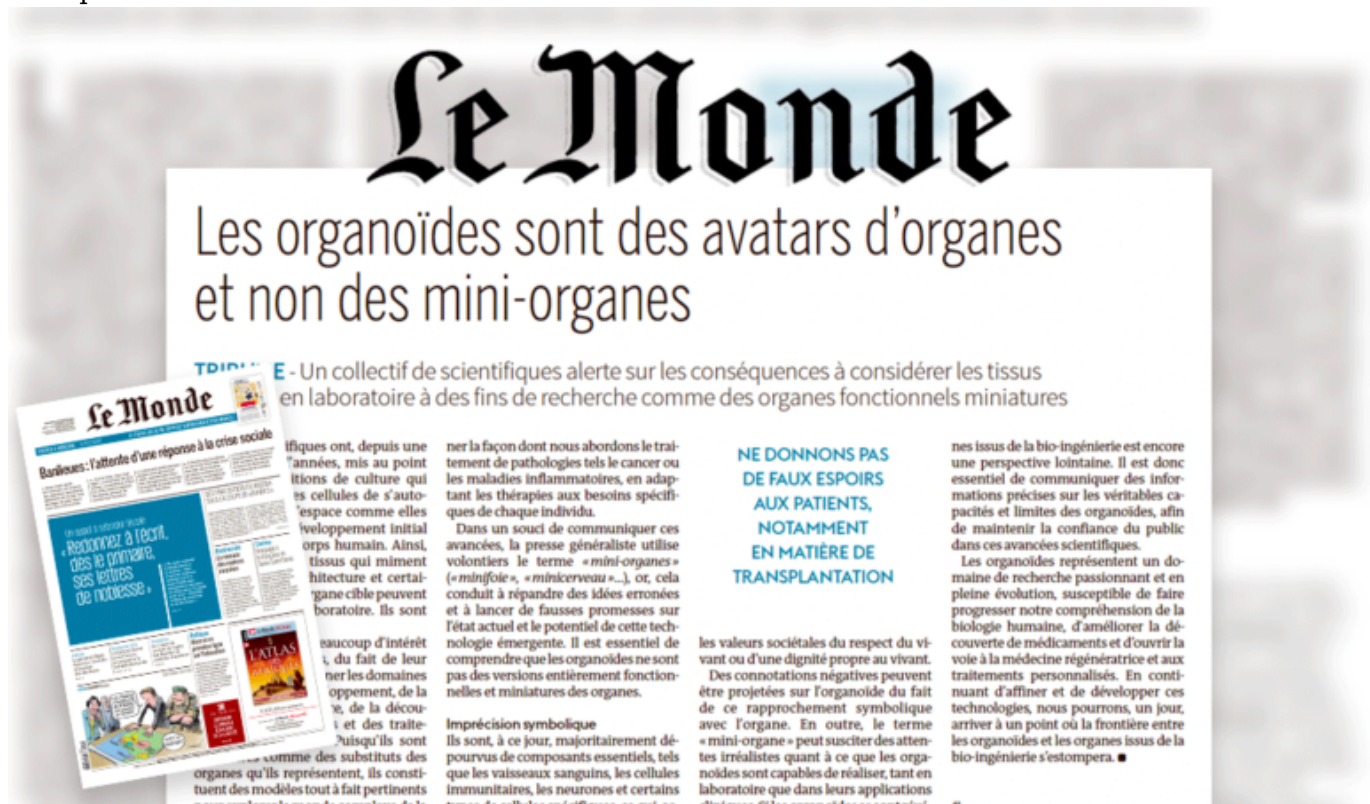 Le Monde
Les organoïdes sont des avatars d'organes
et non des mini-organes
E - Un collectif de scientifiques alerte sur les conséquences à considérer les tissus
en laboratoire à des fins de recherche comme des organes fonctionnels miniatures
Le Monde
Banlieues : l'attente d'une réponse à la crise sociale
« Redonnez à l'écrit,
dès le primaire,
ses lettres
de noblesse »
L'ATLAS
ifiques ont, depuis une
'années, mis au point
itions de culture qui
es cellules de s'auto-
'espace comme elles
éveloppement initial
orps humain. Ainsi,
tissus qui miment
hitecture et certai-
rgane cible peuvent
boratoire. Ils sont
eaucoup d'intérêt
, du fait de leur
ner les domaines
oppement, de la
e, de la décou-
s et des traite-
Puisqu'ils sont
comme des substituts des
organes qu'ils représentent, ils consti-
tuent des modèles tout à fait pertinents
ner la façon dont nous abordons le trai-
tement de pathologies tels le cancer ou
les maladies inflammatoires, en adap-
tant les thérapies aux besoins spécifi-
ques de chaque individu.
Dans un souci de communiquer ces
avancées, la presse généraliste utilise
volontiers le terme « mini-organes »
(« minifoie », « minicerveau »...), or, cela
conduit à répandre des idées erronées
et à lancer de fausses promesses sur
l'état actuel et le potentiel de cette tech-
nologie émergente. Il est essentiel de
comprendre que les organoïdes ne sont
pas des versions entièrement fonction-
nelles et miniatures des organes.
Imprécision symbolique
Ils sont, à ce jour, majoritairement dé-
pourvus de composants essentiels, tels
que les vaisseaux sanguins, les cellules
immunitaires, les neurones et certains
NE DONNONS PAS
DE FAUX ESPOIRS
AUX PATIENTS,
NOTAMMENT
EN MATIÈRE DE
TRANSPLANTATION
les valeurs sociétales du respect du vi-
vant ou d'une dignité propre au vivant.
Des connotations négatives peuvent
être projetées sur l'organoïde du fait
de ce rapprochement symbolique
avec l'organe. En outre, le terme
« mini-organe » peut susciter des atten-
tes irréalistes quant à ce que les orga-
noïdes sont capables de réaliser, tant en
laboratoire que dans leurs applications
nes issus de la bio-ingénierie est encore
une perspective lointaine. Il est donc
essentiel de communiquer des infor-
mations précises sur les véritables ca-
pacités et limites des organoïdes, afin
de maintenir la confiance du public
dans ces avancées scientifiques.
Les organoïdes représentent un do-
maine de recherche passionnant et en
pleine évolution, susceptible de faire
progresser notre compréhension de la
biologie humaine, d'améliorer la dé-
couverte de médicaments et d'ouvrir la
voie à la médecine régénératrice et aux
traitements personnalisés. En conti-
nuant d'affiner et de développer ces
technologies, nous pourrons, un jour,
arriver à un point où la frontière entre
les organoïdes et les organes issus de la
bio-ingénierie s'estompera. ■